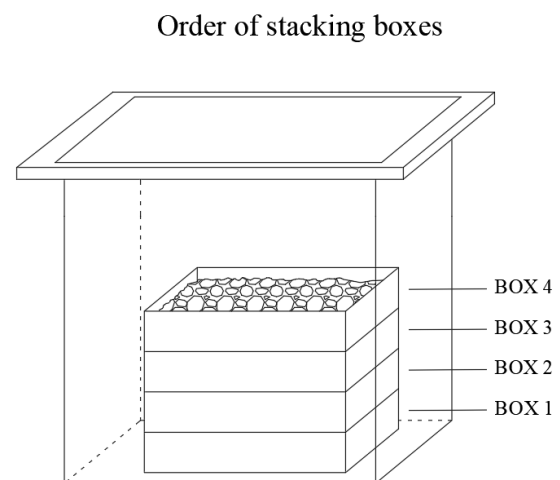 Order of stacking boxes
BOX 4
BOX 3
BOX 2
BOX 1